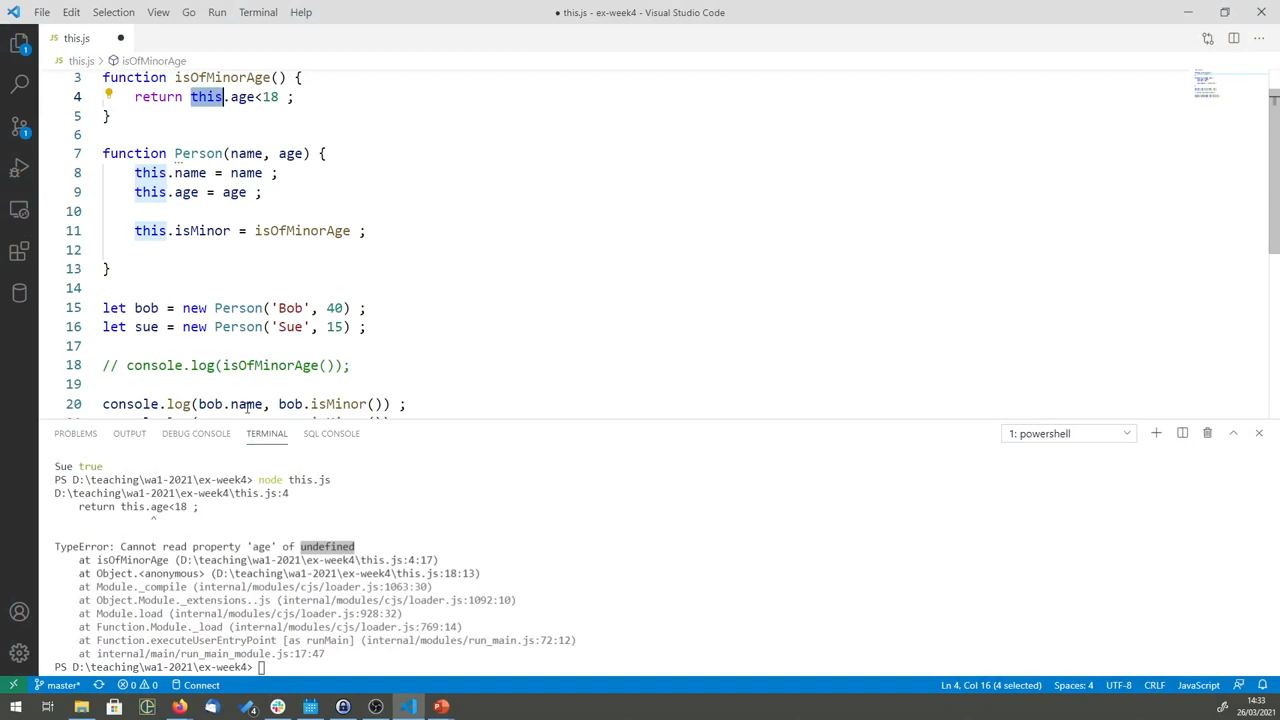 File Edit Selection View Go Run Terminal Help ● this.js - ex-week4 - Visual Studio Code
JS this.js ●
JS this.js > isOfMinorAge
3 function isOfMinorAge() {
4 return this.age<18 ;
5 }
6
7 function Person(name, age) {
8 this.name = name ;
9 this.age = age ;
10
11 this.isMinor = isOfMinorAge ;
12
13 }
14
15 let bob = new Person('Bob', 40) ;
16 let sue = new Person('Sue', 15) ;
17
18 // console.log(isOfMinorAge());
19
20 console.log(bob.name, bob.isMinor()) ;
PROBLEMS OUTPUT DEBUG CONSOLE TERMINAL SQL CONSOLE 1: powershell
Sue true
PS D:\teaching\wa1-2021\ex-week4> node this.js
D:\teaching\wa1-2021\ex-week4\this.js:4
return this.age<18 ;
^
TypeError: Cannot read property 'age' of undefined
at isOfMinorAge (D:\teaching\wa1-2021\ex-week4\this.js:4:17)
at Object.<anonymous> (D:\teaching\wa1-2021\ex-week4\this.js:18:13)
at Module._compile (internal/modules/cjs/loader.js:1063:30)
at Object.Module._extensions..js (internal/modules/cjs/loader.js:1092:10)
at Module.load (internal/modules/cjs/loader.js:928:32)
at Function.Module._load (internal/modules/cjs/loader.js:769:14)
at Function.executeUserEntryPoint [as runMain] (internal/modules/run_main.js:72:12)
at internal/main/run_main_module.js:17:47
PS D:\teaching\wa1-2021\ex-week4>
master* 0 0 Connect Ln 4, Col 16 (4 selected) Spaces: 4 UTF-8 CRLF JavaScript
14:33
26/03/2021